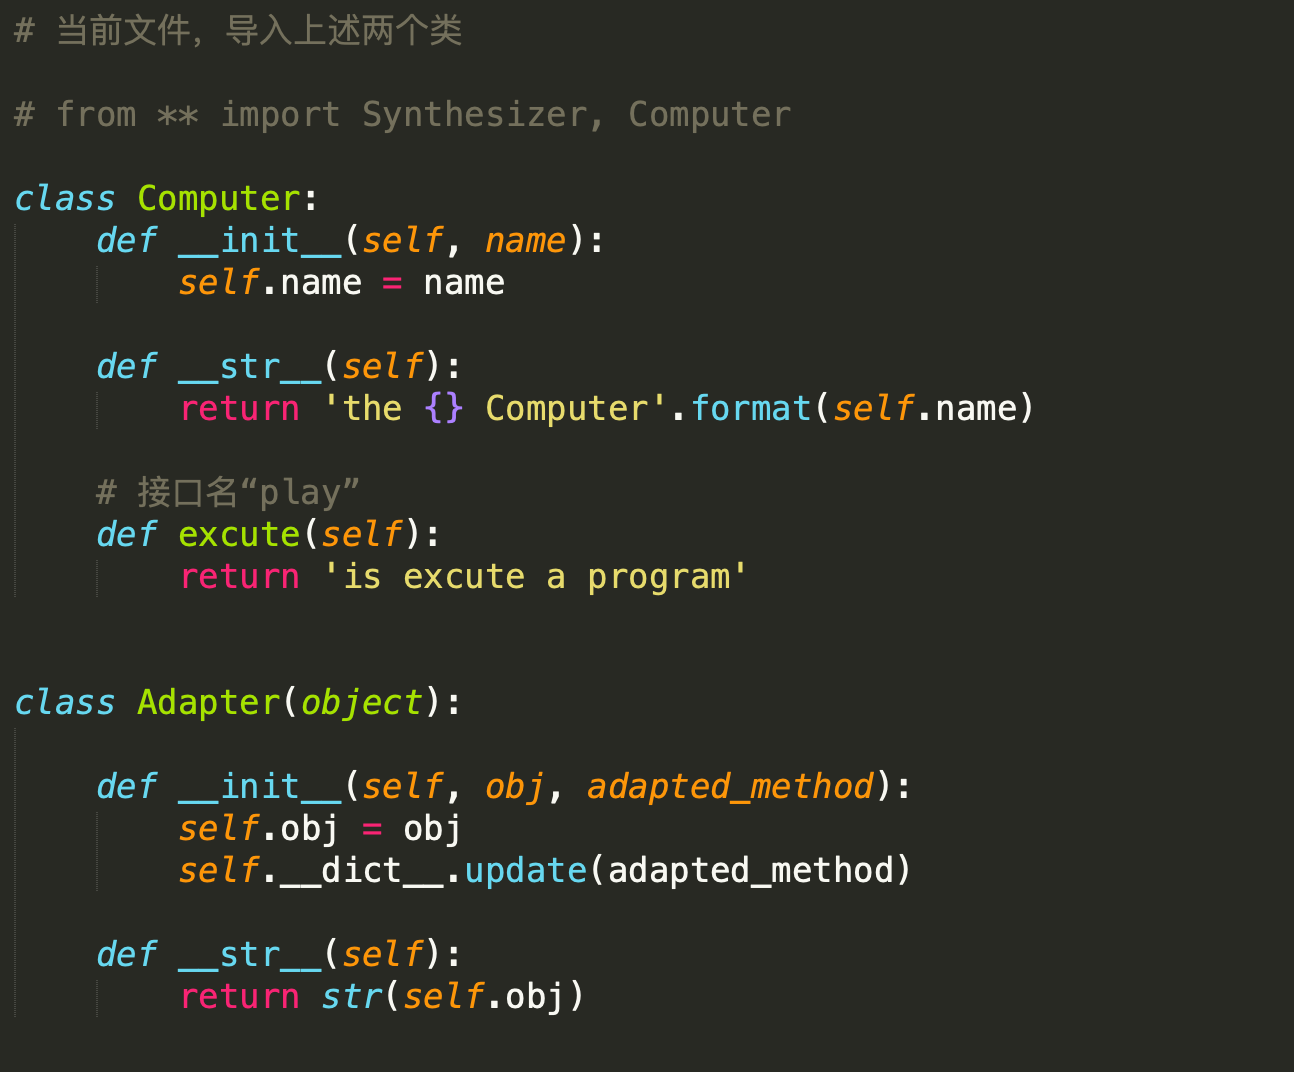 # 当前文件，导入上述两个类
# from ** import Synthesizer, Computer
class Computer:
def __init__(self, name):
self.name = name
def __str__(self):
return 'the {} Computer'.format(self.name)
# 接口名“play”
def excute(self):
return 'is excute a program'
class Adapter(object):
def __init__(self, obj, adapted_method):
self.obj = obj
self.__dict__.update(adapted_method)
def __str__(self):
return str(self.obj)